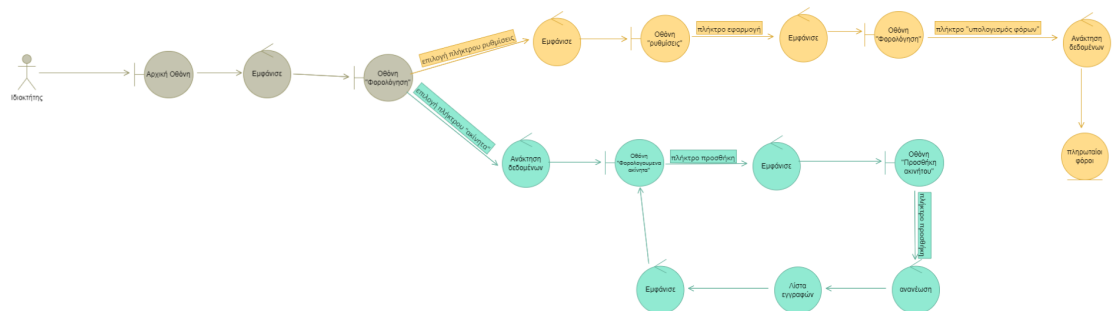 Ιδιοκτήτης
Αρχική Οθόνη
Εμφάνισε
Οθόνη
"Φορολόγηση"
επιλογή πλήκτρου ρυθμίσεις
Εμφάνισε
Οθόνη
"ρυθμίσεις"
πλήκτρο εφαρμογή
Εμφάνισε
Οθόνη
"Φορολόγηση"
πλήκτρο "υπολογισμός φόρων"
Ανάκτηση
δεδομένων
πληρωταίοι
φόροι
επιλογή πλήκτρου "ακίνητα"
Ανάκτηση
δεδομένων
Οθόνη
"Φορολογουμενα
ακίνητα"
πλήκτρο προσθήκη
Εμφάνισε
Οθόνη
"Προσθήκη
ακινήτου"
πλήκτρο προσθήκη
ανανέωση
Λίστα
εγγραφών
Εμφάνισε